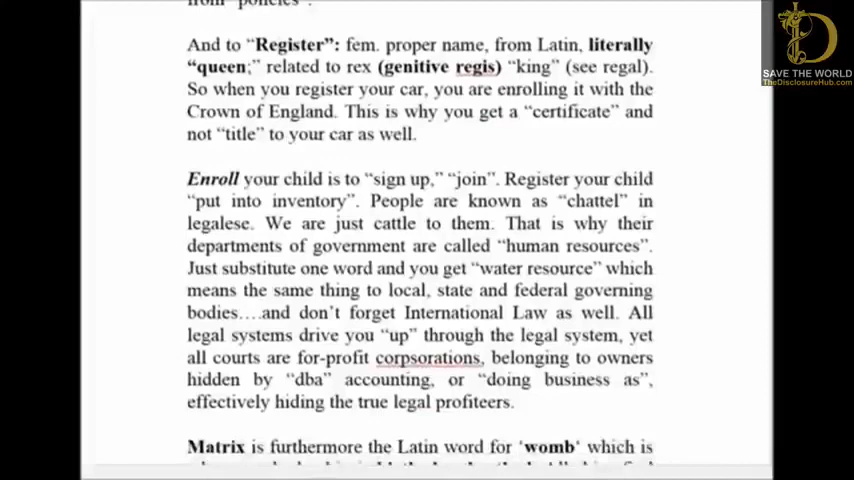 from "policies".
And to "Register": fem. proper name, from Latin, literally
"queen;" related to rex (genitive regis) "king" (see regal).
So when you register your car, you are enrolling it with the
Crown of England. This is why you get a "certificate" and
not "title" to your car as well.
Enroll your child is to "sign up," "join". Register your child
"put into inventory". People are known as "chattel" in
legalese. We are just cattle to them. That is why their
departments of government are called "human resources".
Just substitute one word and you get "water resource" which
means the same thing to local, state and federal governing
bodies....and don't forget International Law as well. All
legal systems drive you "up" through the legal system, yet
all courts are for-profit corpsorations, belonging to owners
hidden by "dba" accounting, or "doing business as",
effectively hiding the true legal profiteers.
Matrix is furthermore the Latin word for 'womb' which is
D
SAVE THE WORLD
TheDisclosureHub.com